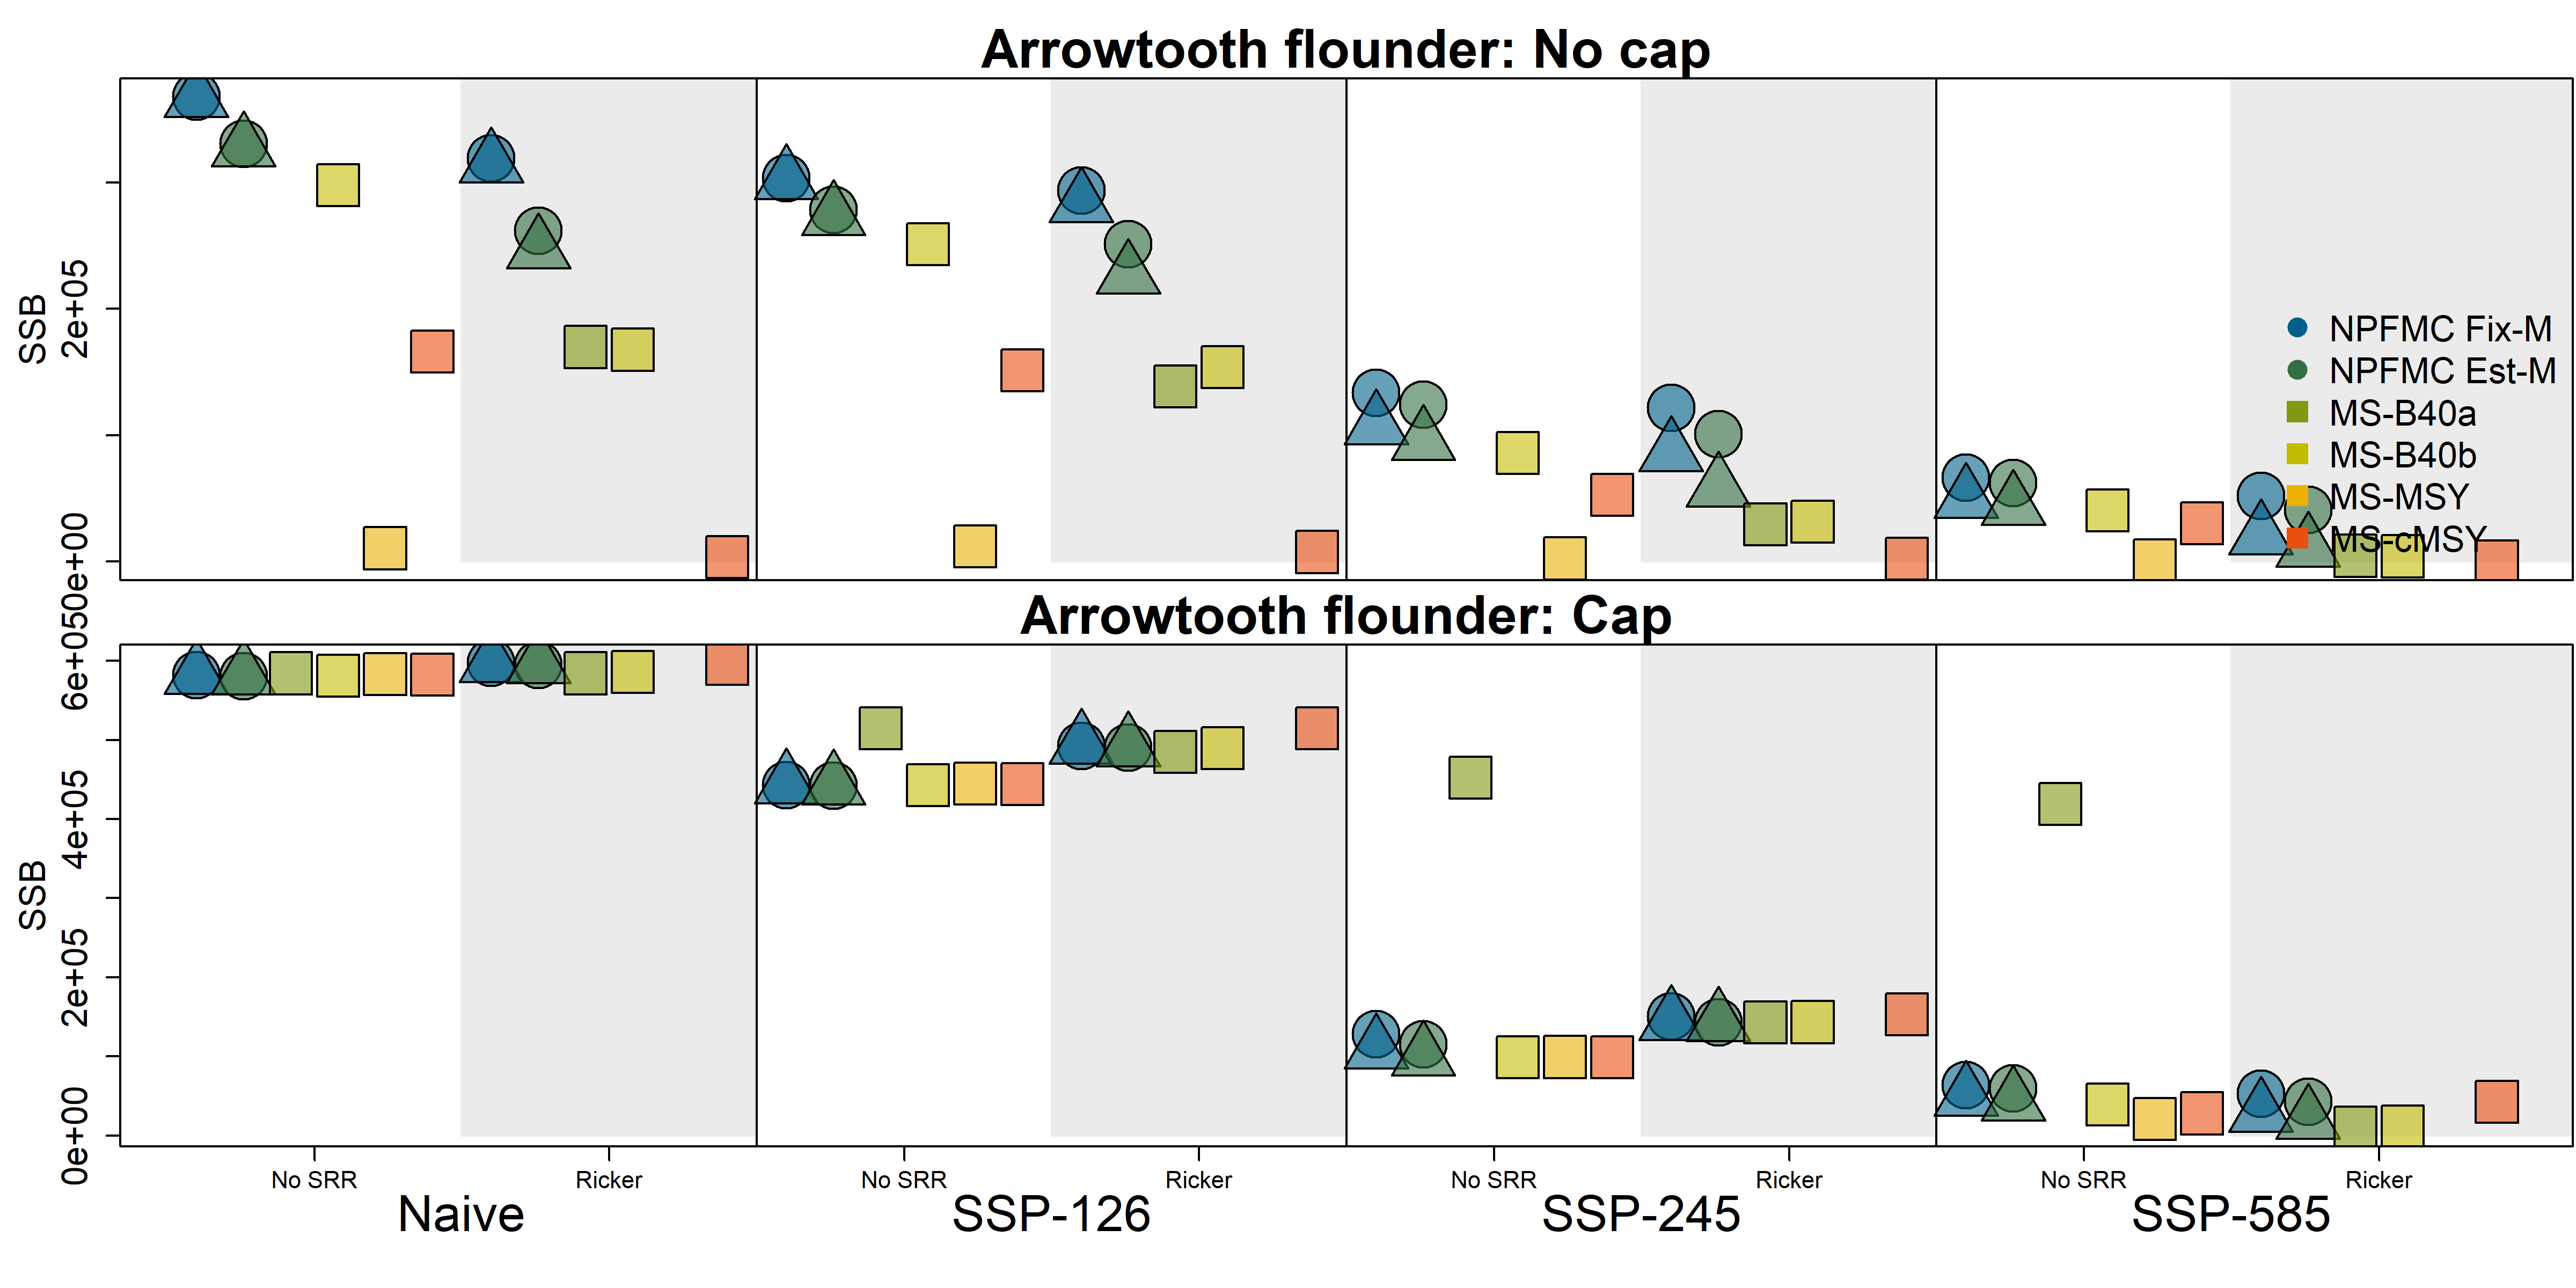 Arrowtooth flounder: No cap
SSB
2e+05
0e+00
NPFMC Fix-M
NPFMC Est-M
MS-B40a
MS-B40b
MS-MSY
MS-cMSY
Arrowtooth flounder: Cap
SSB
6e+05
4e+05
2e+05
0e+00
No SRR Ricker No SRR Ricker No SRR Ricker No SRR Ricker
Naive SSP-126 SSP-245 SSP-585